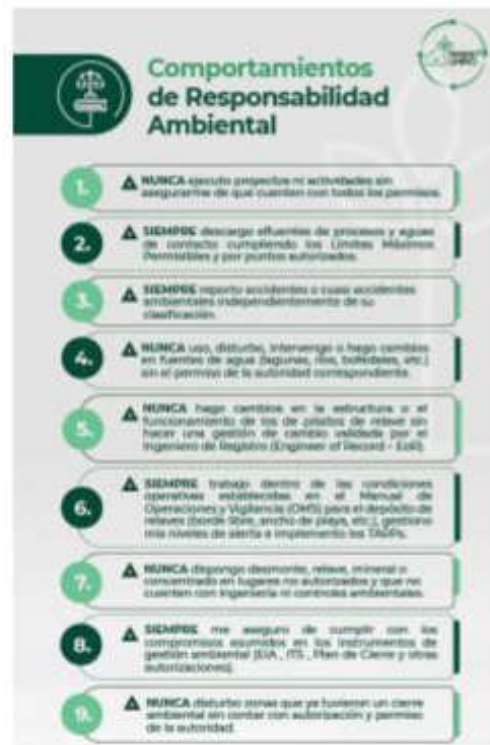 Comportamientos
de Responsabilidad
Ambiental
1.
NUNCA ejecuto proyectos ni actividades sin
asegurarme de que cuenten con todos los permisos.
2.
SIEMPRE descargo efluentes de procesos y aguas
de contacto cumpliendo los Límites Máximos
Permisibles y por puntos autorizados.
3.
SIEMPRE reporto accidentes o cuasi accidentes
ambientales independientemente de su
clasificación.
4.
NUNCA uso, disturbo, intervengo o hago cambios
en fuentes de agua (lagunas, ríos, bofedales, etc.)
sin el permiso de la autoridad correspondiente.
5.
NUNCA hago cambios en la estructura o el
funcionamiento de los de pósitos de relave sin
hacer una gestión de cambio validada por el
Ingeniero de Registro (Engineer of Record - EoR).
6.
SIEMPRE trabajo dentro de las condiciones
operativas establecidas en el Manual de
Operaciones y Vigilancia (OMS) para el depósito de
relaves (borde libre, ancho de playa, etc.), gestiono
mis niveles de alerta e implemento los TARPs.
7.
NUNCA dispongo desmonte, relave, mineral o
concentrado en lugares no autorizados y que no
cuenten con ingeniería ni controles ambientales.
8.
SIEMPRE me aseguro de cumplir con los
compromisos asumidos en los instrumentos de
gestión ambiental (EIA , ITS , Plan de Cierre y otras
autorizaciones).
9.
NUNCA disturbo zonas que ya tuvieron un cierre
ambiental sin contar con autorización y permiso
de la autoridad.